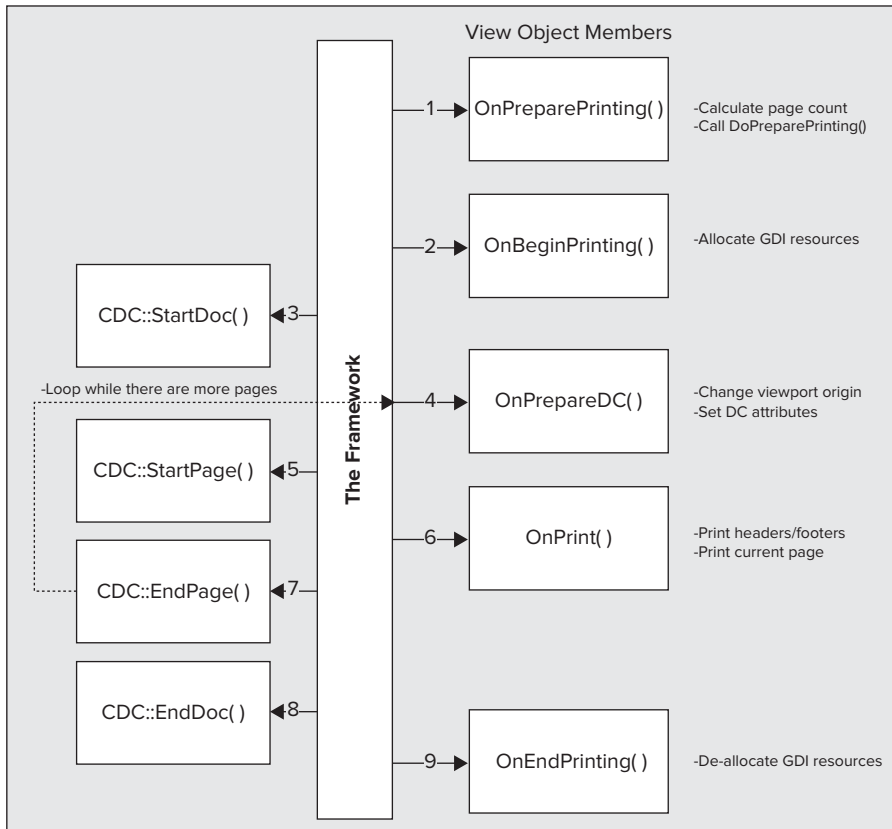 View Object Members
1
OnPreparePrinting( )
-Calculate page count
-Call DoPreparePrinting()
2
OnBeginPrinting( )
-Allocate GDI resources
CDC::StartDoc( )
3
The Framework
-Loop while there are more pages
4
OnPrepareDC( )
-Change viewport origin
-Set DC attributes
CDC::StartPage( )
5
6
OnPrint( )
-Print headers/footers
-Print current page
CDC::EndPage( )
7
CDC::EndDoc( )
8
9
OnEndPrinting( )
-De-allocate GDI resources